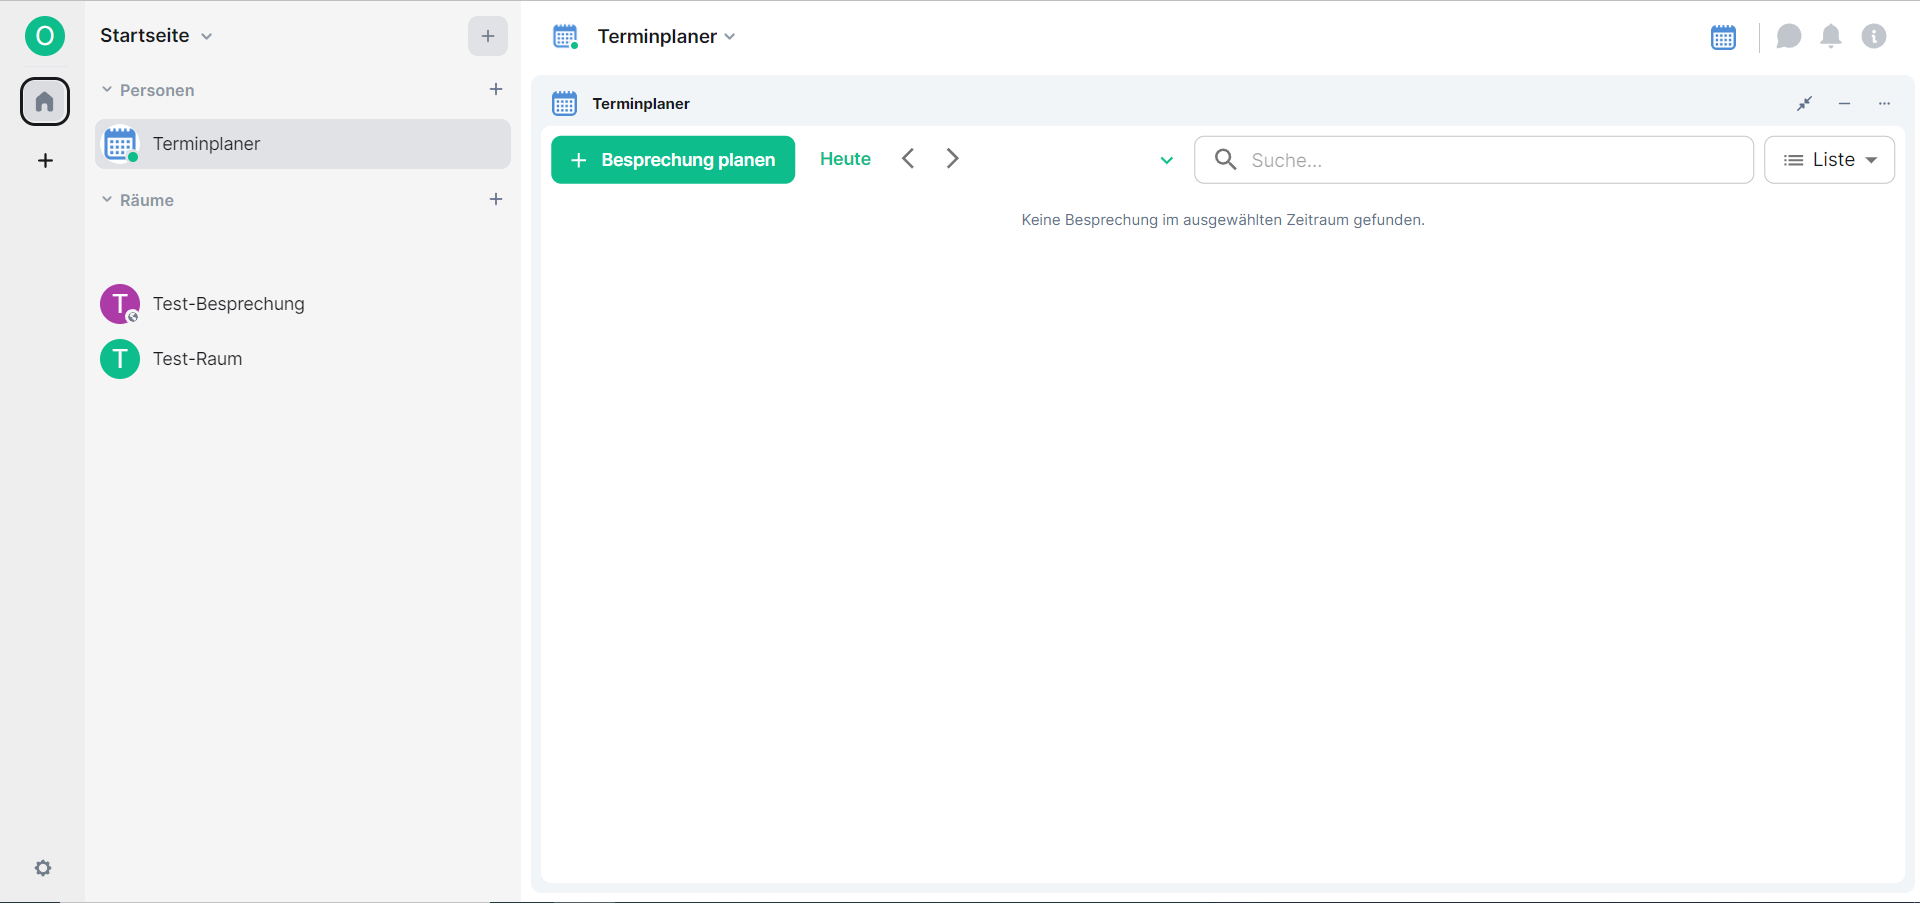 O
Startseite
Personen
Terminplaner
Räume
T
Test-Besprechung
T
Test-Raum
Terminplaner
Terminplaner
Besprechung planen
Heute
Suche...
Liste
Keine Besprechung im ausgewählten Zeitraum gefunden.